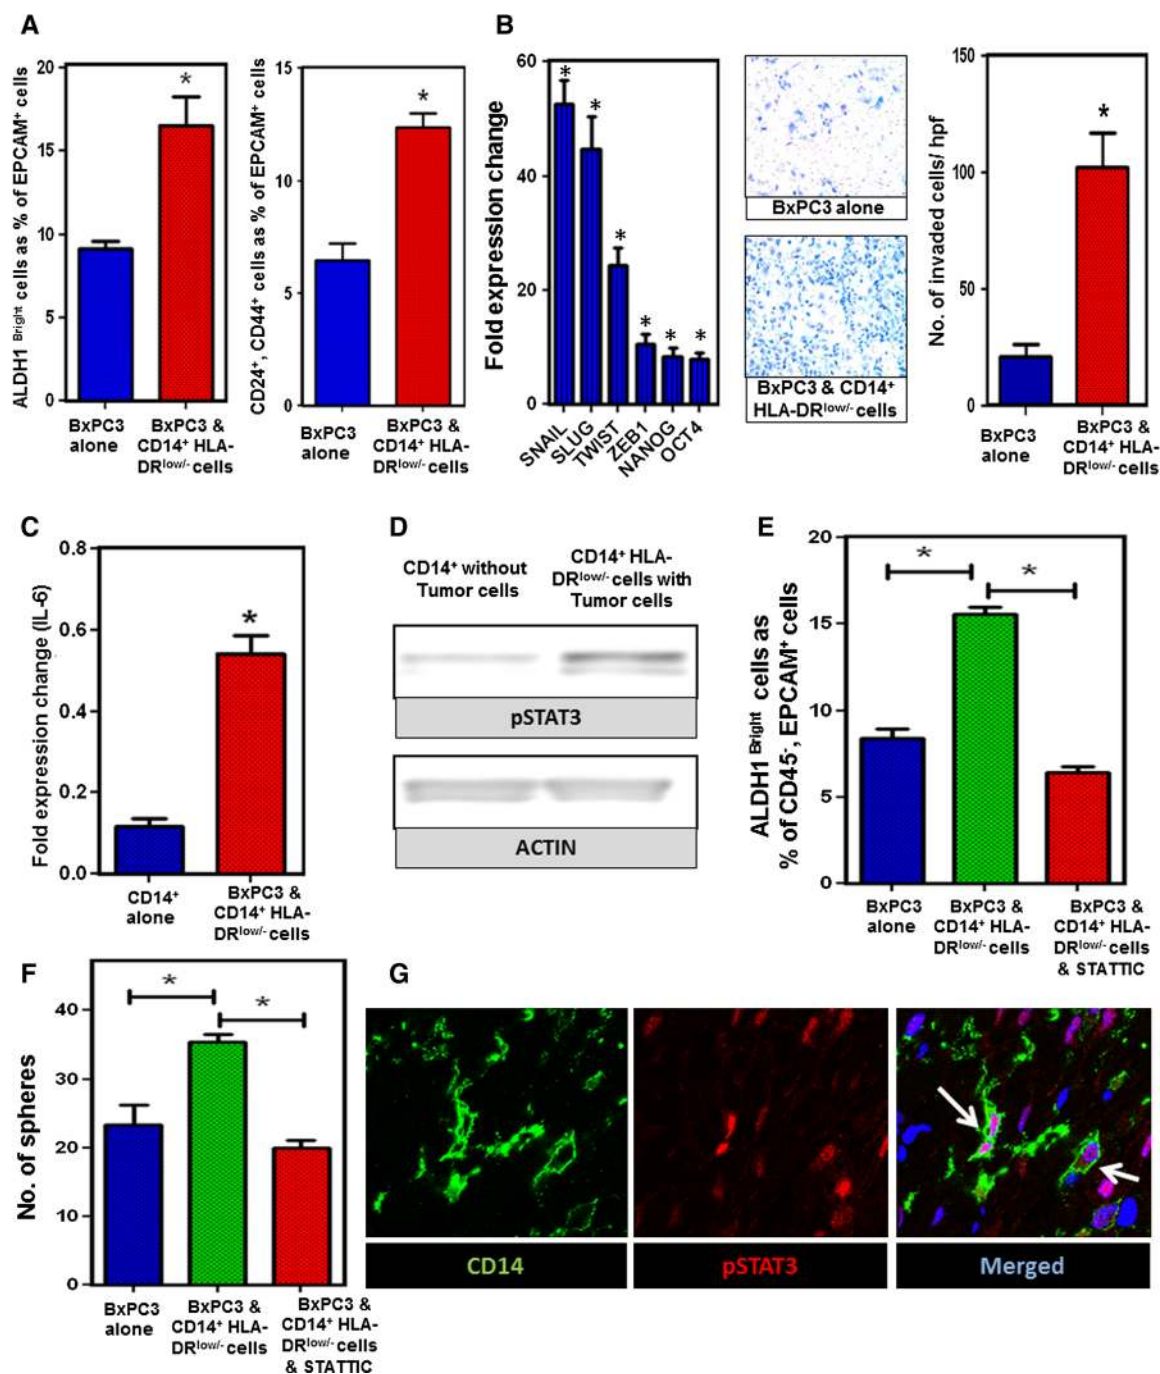 A
ALDH1 Bright cells as % of EPCAM+ cells
20
15
10
5
0
*
BxPC3
alone
BxPC3 &
CD14+ HLA-
DRlow/- cells
CD24+, CD44+ cells as % of EPCAM+ cells
15
10
5
0
*
BxPC3
alone
BxPC3 &
CD14+ HLA-
DRlow/- cells
B
Fold expression change
60
40
20
0
* * * * * *
SNAIL
SLUG
TWIST
ZEB1
NANOG
OCT4
BxPC3 alone
BxPC3 & CD14+
HLA-DRlow/- cells
No. of invaded cells/ hpf
150
100
50
0
*
BxPC3
alone
BxPC3 &
CD14+ HLA-
DRlow/- cells
C
Fold expression change (IL-6)
0.8
0.6
0.4
0.2
0.0
*
CD14+
alone
BxPC3 &
CD14+ HLA-
DRlow/- cells
D
CD14+ without
Tumor cells
CD14+ HLA-
DRlow/- cells with
Tumor cells
pSTAT3
ACTIN
E
ALDH1 Bright cells as
% of CD45-, EPCAM+ cells
20
15
10
5
0
* *
BxPC3
alone
BxPC3 &
CD14+ HLA-
DRlow/- cells
BxPC3 &
CD14+ HLA-
DRlow/- cells
& STATTIC
F
No. of spheres
40
30
20
10
0
* *
BxPC3
alone
BxPC3 &
CD14+ HLA-
DRlow/- cells
BxPC3 &
CD14+ HLA-
DRlow/- cells
& STATTIC
G
CD14
pSTAT3
Merged